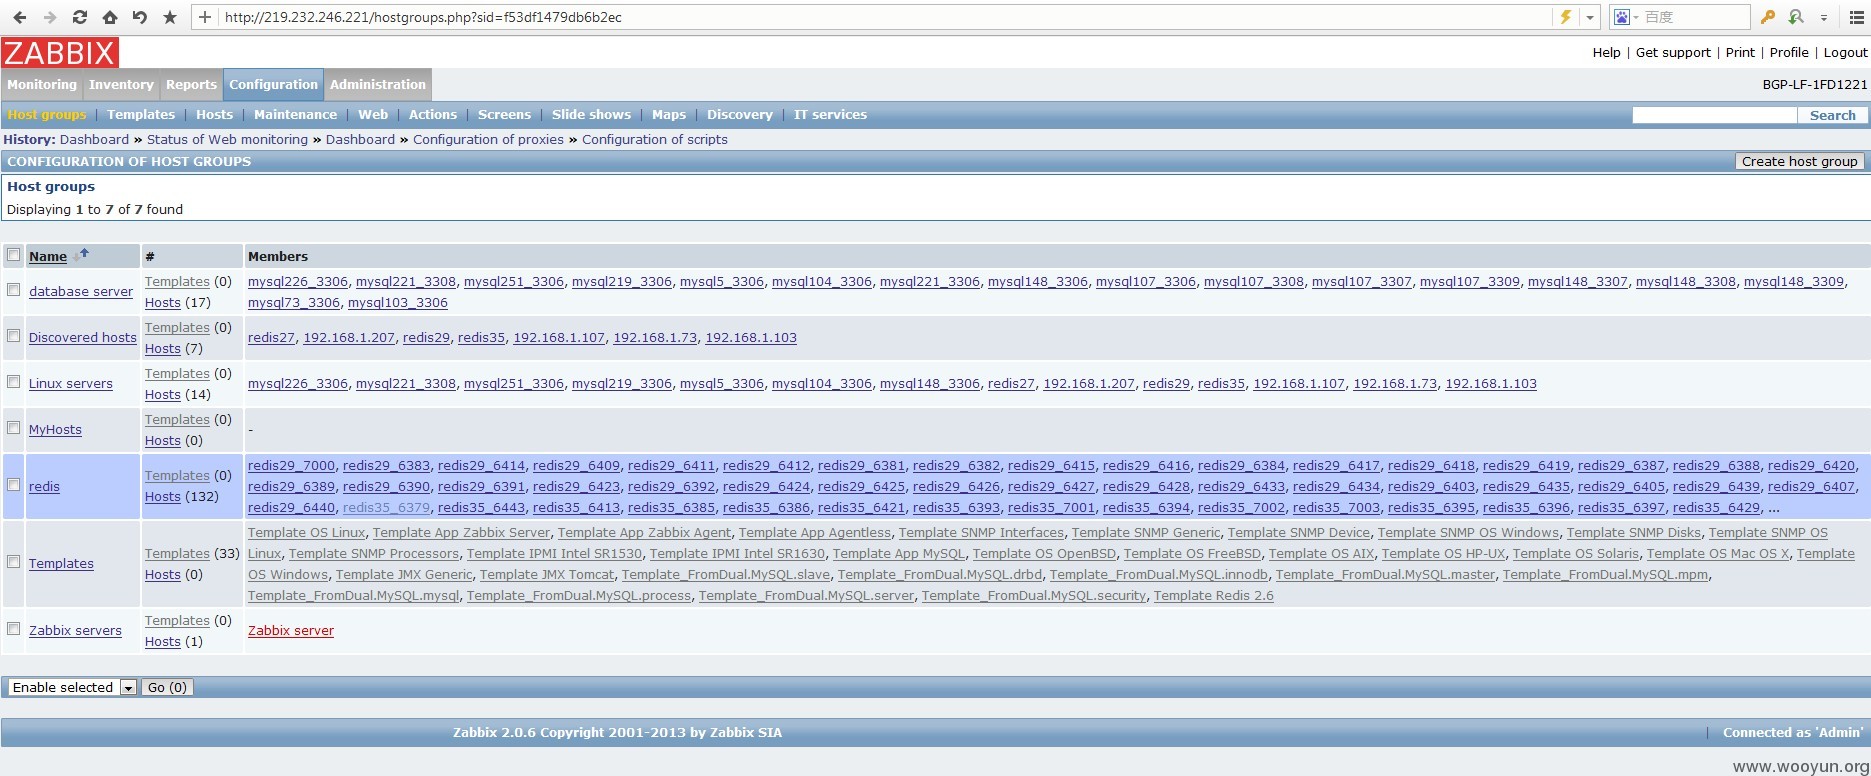 http://219.232.246.221/hostgroups.php?sid=f53df1479db6b2ec
百度
ZABBIX
Help | Get support | Print | Profile | Logout
Monitoring Inventory Reports Configuration Administration
BGP-LF-1FD1221
Host groups | Templates | Hosts | Maintenance | Web | Actions | Screens | Slide shows | Maps | Discovery | IT services
Search
History: Dashboard » Status of Web monitoring » Dashboard » Configuration of proxies » Configuration of scripts
CONFIGURATION OF HOST GROUPS
Create host group
Host groups
Displaying 1 to 7 of 7 found
Name # Members
database server
Templates (0)
Hosts (17)
mysql226_3306, mysql221_3308, mysql251_3306, mysql219_3306, mysql5_3306, mysql104_3306, mysql221_3306, mysql148_3306, mysql107_3306, mysql107_3308, mysql107_3307, mysql107_3309, mysql148_3307, mysql148_3308, mysql148_3309,
mysql73_3306, mysql103_3306
Discovered hosts
Templates (0)
Hosts (7)
redis27, 192.168.1.207, redis29, redis35, 192.168.1.107, 192.168.1.73, 192.168.1.103
Linux servers
Templates (0)
Hosts (14)
mysql226_3306, mysql221_3308, mysql251_3306, mysql219_3306, mysql5_3306, mysql104_3306, mysql148_3306, redis27, 192.168.1.207, redis29, redis35, 192.168.1.107, 192.168.1.73, 192.168.1.103
MyHosts
Templates (0)
Hosts (0)
-
redis
Templates (0)
Hosts (132)
redis29_7000, redis29_6383, redis29_6414, redis29_6409, redis29_6411, redis29_6412, redis29_6381, redis29_6382, redis29_6415, redis29_6416, redis29_6384, redis29_6417, redis29_6418, redis29_6419, redis29_6387, redis29_6388, redis29_6420,
redis29_6389, redis29_6390, redis29_6391, redis29_6423, redis29_6392, redis29_6424, redis29_6425, redis29_6426, redis29_6427, redis29_6428, redis29_6433, redis29_6434, redis29_6403, redis29_6435, redis29_6405, redis29_6439, redis29_6407,
redis29_6440, redis35_6379, redis35_6443, redis35_6413, redis35_6385, redis35_6386, redis35_6421, redis35_6393, redis35_7001, redis35_6394, redis35_7002, redis35_7003, redis35_6395, redis35_6396, redis35_6397, redis35_6429, ...
Templates
Templates (33)
Hosts (0)
Template OS Linux, Template App Zabbix Server, Template App Zabbix Agent, Template App Agentless, Template SNMP Interfaces, Template SNMP Generic, Template SNMP Device, Template SNMP OS Windows, Template SNMP Disks, Template SNMP OS
Linux, Template SNMP Processors, Template IPMI Intel SR1530, Template IPMI Intel SR1630, Template App MySQL, Template OS OpenBSD, Template OS FreeBSD, Template OS AIX, Template OS HP-UX, Template OS Solaris, Template OS Mac OS X, Template
OS Windows, Template JMX Generic, Template JMX Tomcat, Template_FromDual.MySQL.slave, Template_FromDual.MySQL.drbd, Template_FromDual.MySQL.innodb, Template_FromDual.MySQL.master, Template_FromDual.MySQL.mpm,
Template_FromDual.MySQL.mysql, Template_FromDual.MySQL.process, Template_FromDual.MySQL.server, Template_FromDual.MySQL.security, Template Redis 2.6
Zabbix servers
Templates (0)
Hosts (1)
Zabbix server
Enable selected Go (0)
Zabbix 2.0.6 Copyright 2001-2013 by Zabbix SIA
| Connected as 'Admin'
www.wooyun.org